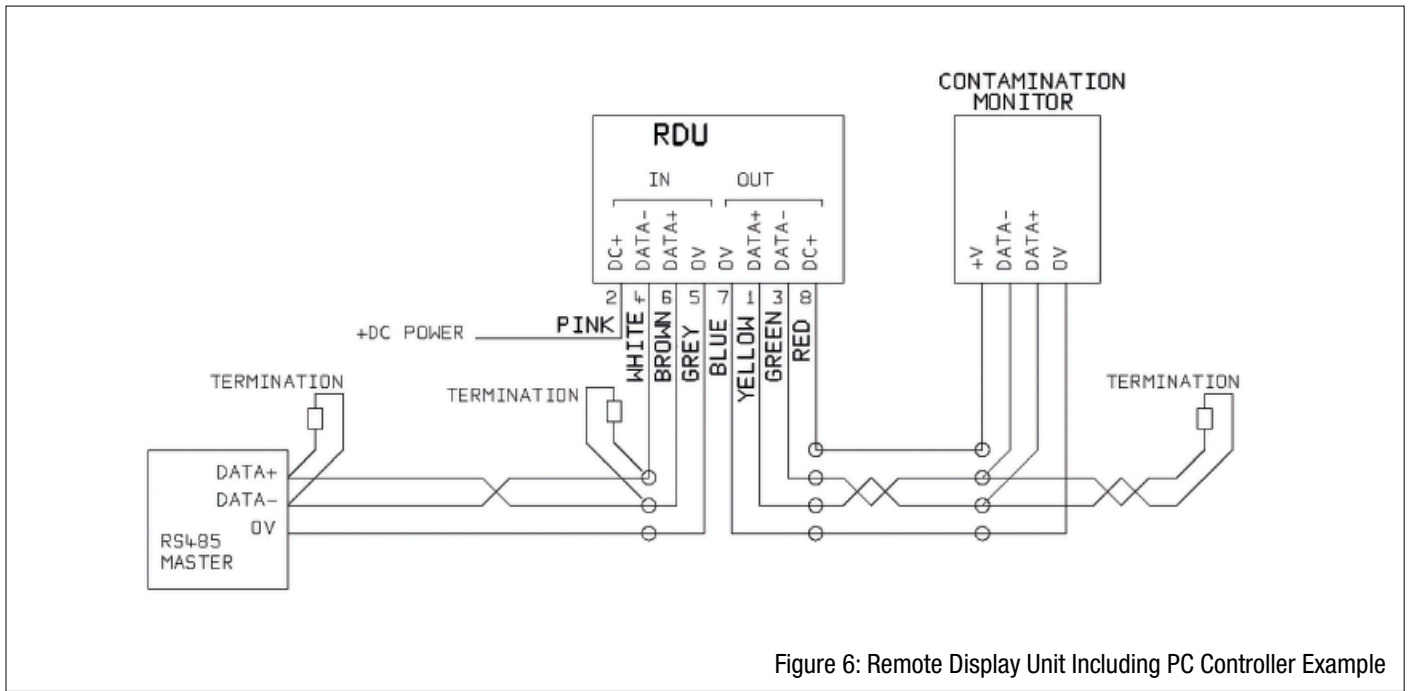 CONTAMINATION
MONITOR
RDU
IN OUT
DC+ DATA- DATA+ 0V 0V DATA+ DATA- DC+
+V DATA- DATA+ 0V
2 4 6 5 7 1 3 8
PINK WHITE BROWN GREY BLUE YELLOW GREEN RED
+DC POWER
TERMINATION
TERMINATION
TERMINATION
DATA+
DATA-
0V
RS485
MASTER
Figure 6: Remote Display Unit Including PC Controller Example